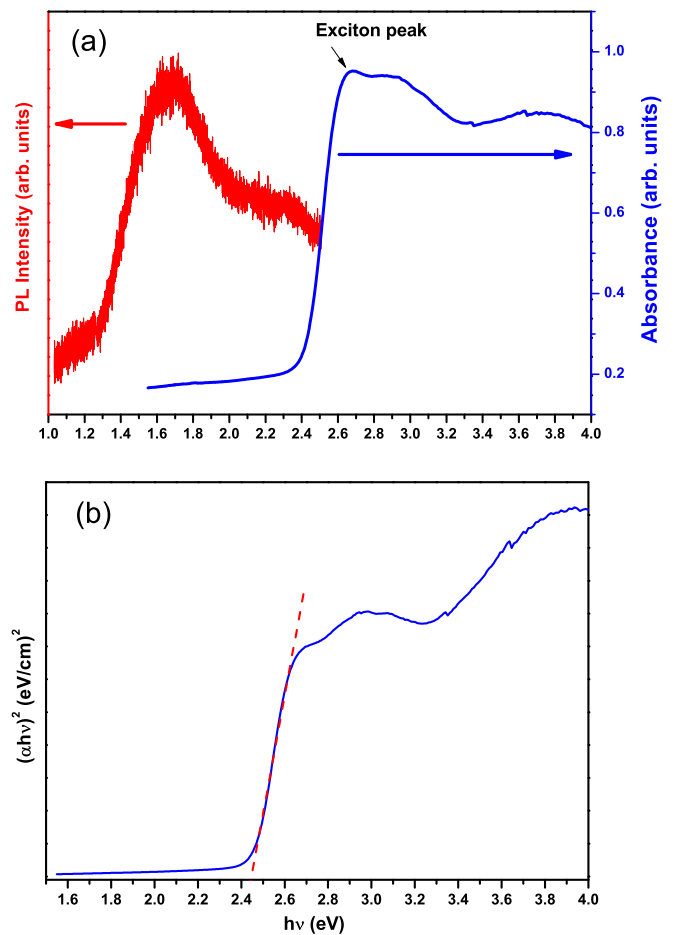 (a)
Exciton peak
PL Intensity (arb. units)
Absorbance (arb. units)
1.0
0.8
0.6
0.4
0.2
1.0 1.2 1.4 1.6 1.8 2.0 2.2 2.4 2.6 2.8 3.0 3.2 3.4 3.6 3.8 4.0
(b)
(αhν)² (eV/cm)²
1.6 1.8 2.0 2.2 2.4 2.6 2.8 3.0 3.2 3.4 3.6 3.8 4.0
hν (eV)